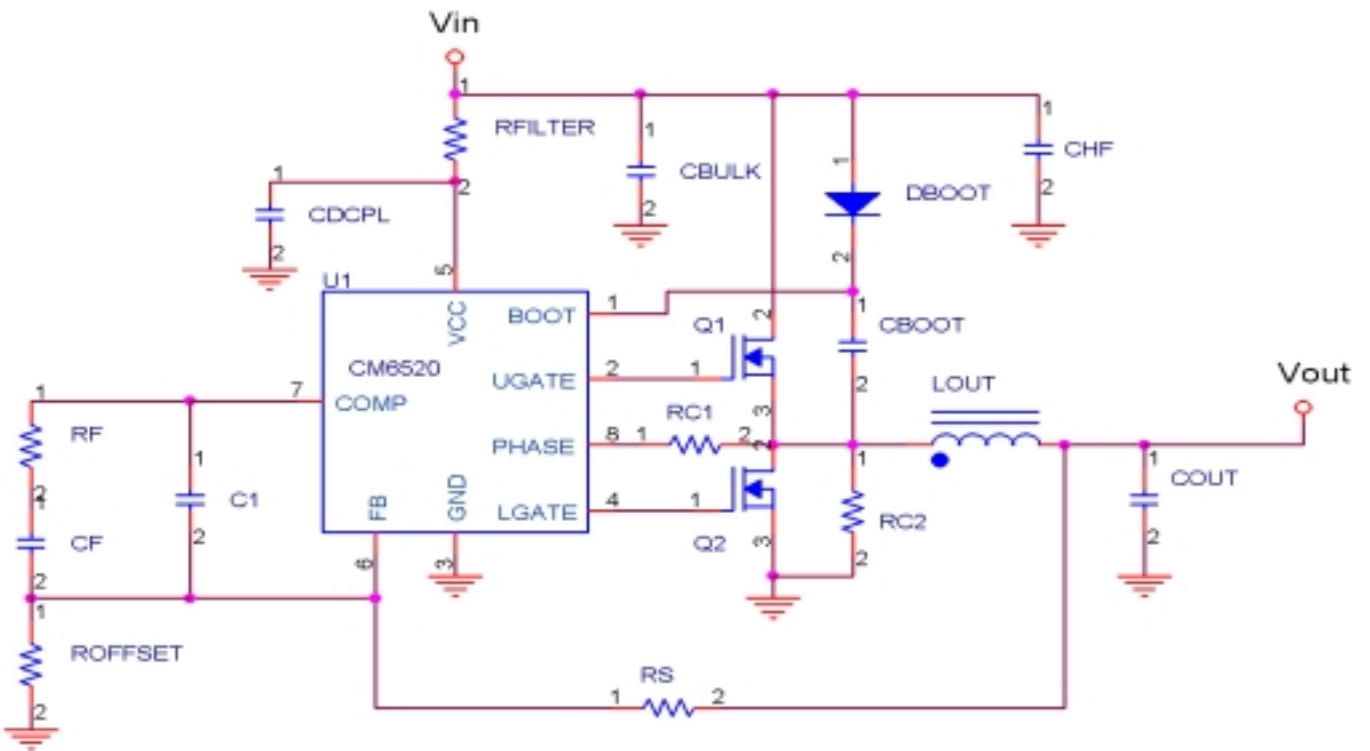 Vin
1
RFILTER
2
1
CDCPL
2
1
CBULK
2
1
DBOOT
2
1
CHF
2
U1
5
VCC
BOOT
1
CM6520
UGATE
2
1
Q1
2
3
1
CBOOT
2
LOUT
Vout
7
COMP
PHASE
8
1
RC1
2
LGATE
4
1
Q2
2
3
1
RC2
2
1
COUT
2
FB
6
GND
3
1
RF
2
1
CF
2
1
C1
2
1
ROFFSET
2
RS
1
2